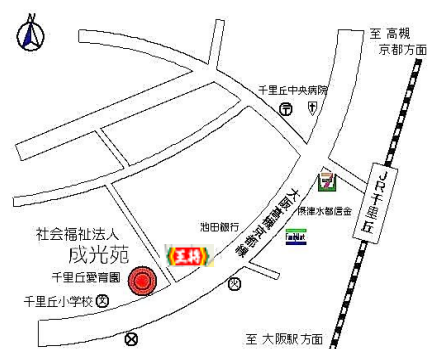 至 高槻
京都方面
千里丘中央病院
JR千里丘
大阪高槻京都線
摂津水都信金
池田銀行
社会福祉法人
成光苑
王将
千里丘愛育園
千里丘小学校
文
火
至 大阪駅方面